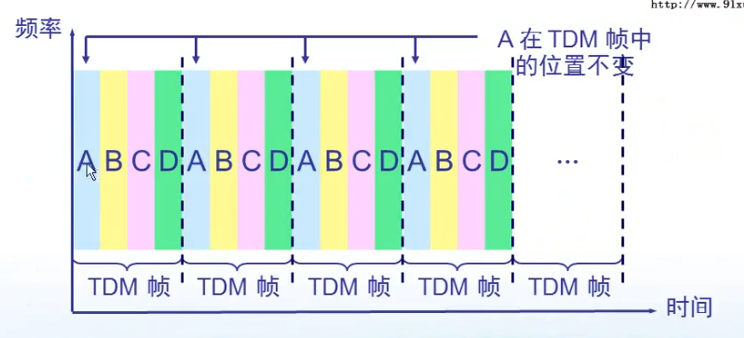 http://www.91xu
频率
A 在 TDM 帧中
的位置不变
A B C D A B C D A B C D A B C D ...
TDM 帧 TDM 帧 TDM 帧 TDM 帧 TDM 帧
时间